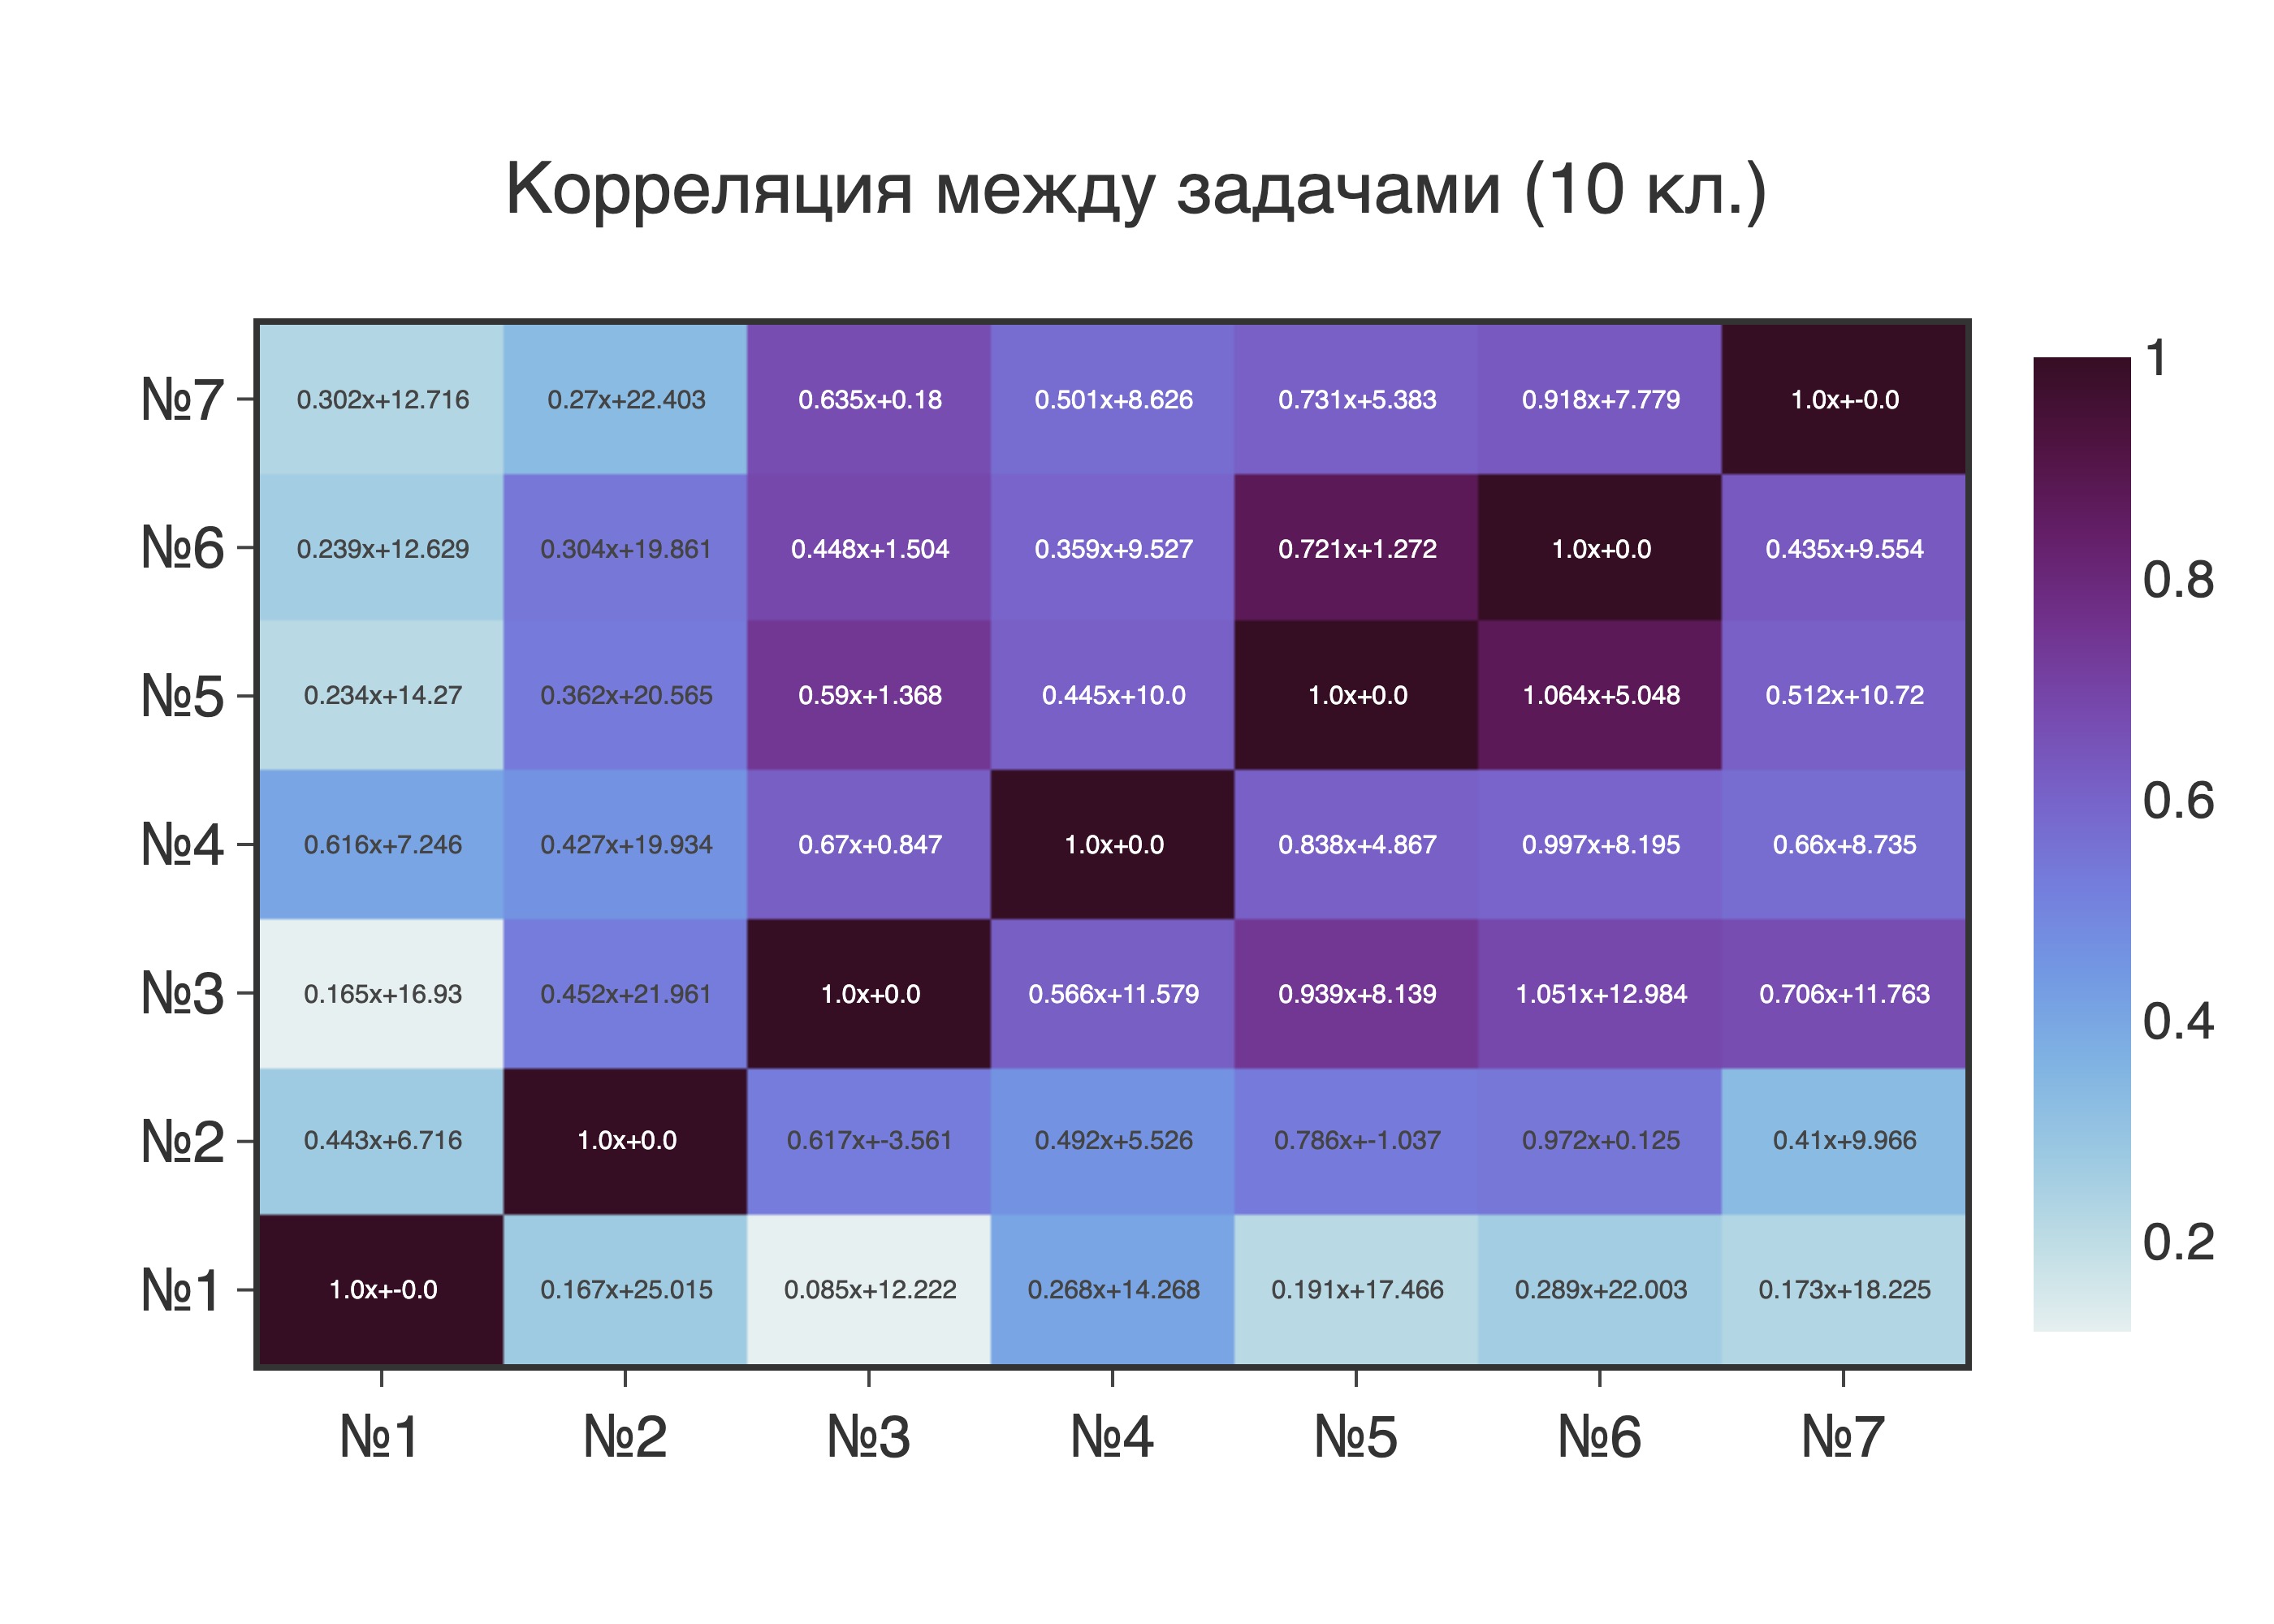 Корреляция между задачами (10 кл.)
№7 0.302x+12.716 0.27x+22.403 0.635x+0.18 0.501x+8.626 0.731x+5.383 0.918x+7.779 1.0x+-0.0
№6 0.239x+12.629 0.304x+19.861 0.448x+1.504 0.359x+9.527 0.721x+1.272 1.0x+0.0 0.435x+9.554
№5 0.234x+14.27 0.362x+20.565 0.59x+1.368 0.445x+10.0 1.0x+0.0 1.064x+5.048 0.512x+10.72
№4 0.616x+7.246 0.427x+19.934 0.67x+0.847 1.0x+0.0 0.838x+4.867 0.997x+8.195 0.66x+8.735
№3 0.165x+16.93 0.452x+21.961 1.0x+0.0 0.566x+11.579 0.939x+8.139 1.051x+12.984 0.706x+11.763
№2 0.443x+6.716 1.0x+0.0 0.617x+-3.561 0.492x+5.526 0.786x+-1.037 0.972x+0.125 0.41x+9.966
№1 1.0x+-0.0 0.167x+25.015 0.085x+12.222 0.268x+14.268 0.191x+17.466 0.289x+22.003 0.173x+18.225
№1 №2 №3 №4 №5 №6 №7
1
0.8
0.6
0.4
0.2